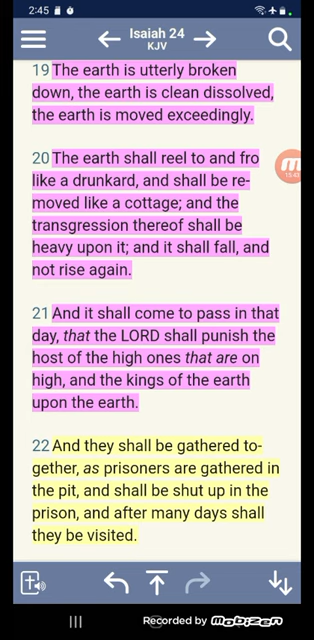 2:45
Isaiah 24
KJV
19 The earth is utterly broken
down, the earth is clean dissolved,
the earth is moved exceedingly.
20 The earth shall reel to and fro
like a drunkard, and shall be re-
moved like a cottage; and the
transgression thereof shall be
heavy upon it; and it shall fall, and
not rise again.
21 And it shall come to pass in that
day, that the LORD shall punish the
host of the high ones that are on
high, and the kings of the earth
upon the earth.
22 And they shall be gathered to-
gether, as prisoners are gathered in
the pit, and shall be shut up in the
prison, and after many days shall
they be visited.
Recorded by mobizen